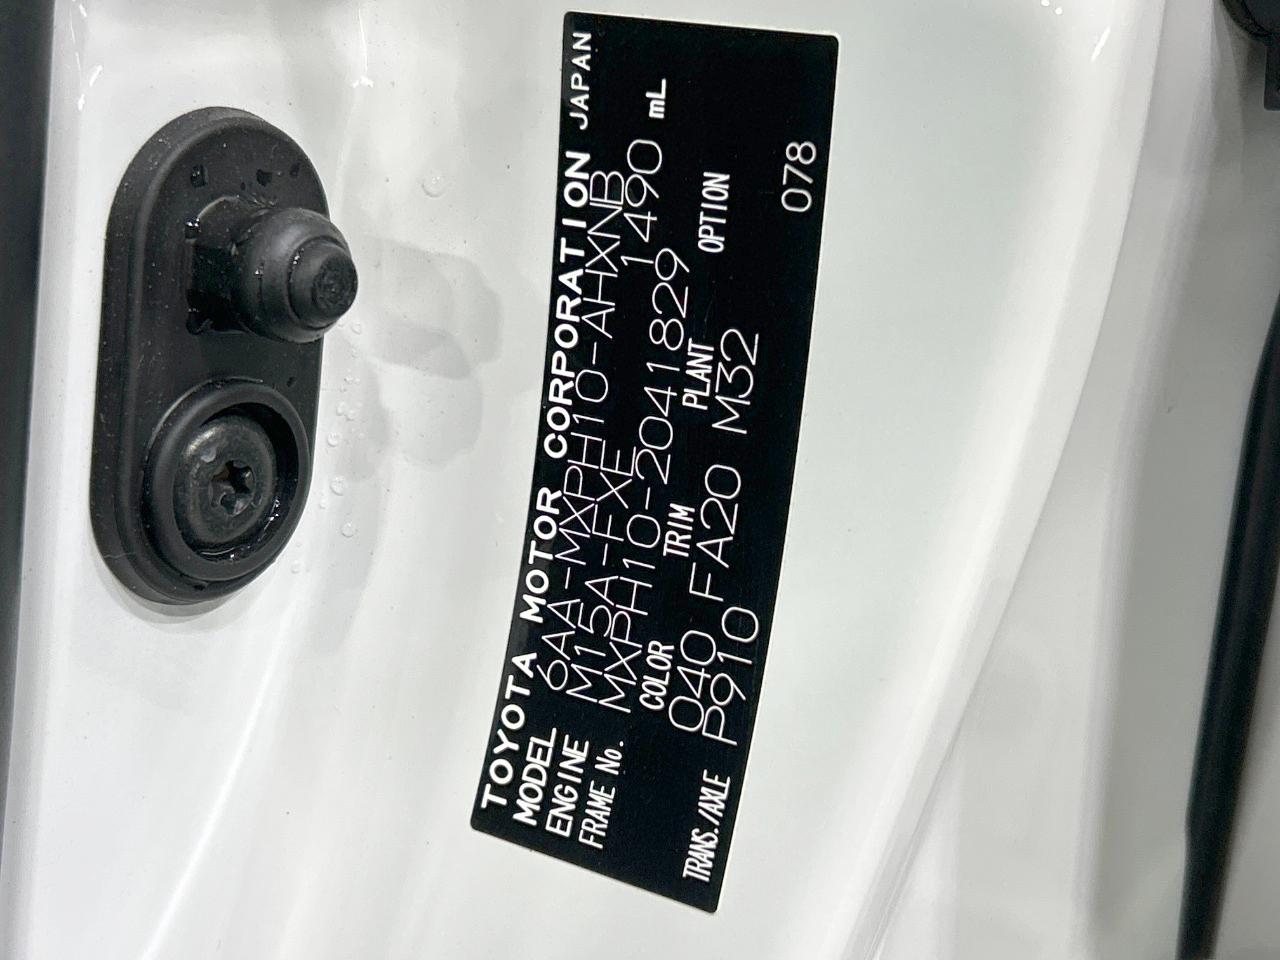 TOYOTA MOTOR CORPORATION JAPAN
MODEL 6AA-MXPH10-AHXNB
ENGINE M15A-FXE 1490 mL
FRAME No. MXPH10-2041829
COLOR TRIM PLANT OPTION
040 FA20 M32
TRANS./AXLE P910 078